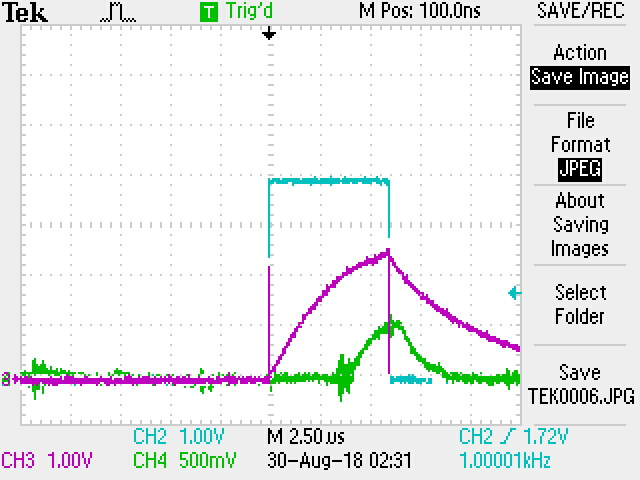 Tek T Trig'd M Pos: 100.0ns SAVE/REC
Action
Save Image
File
Format
JPEG
About
Saving
Images
Select
Folder
Save
TEK0006.JPG
CH2 1.00V M 2.50us CH2 / 1.72V
CH3 1.00V CH4 500mV 30-Aug-18 02:31 1.00001kHz